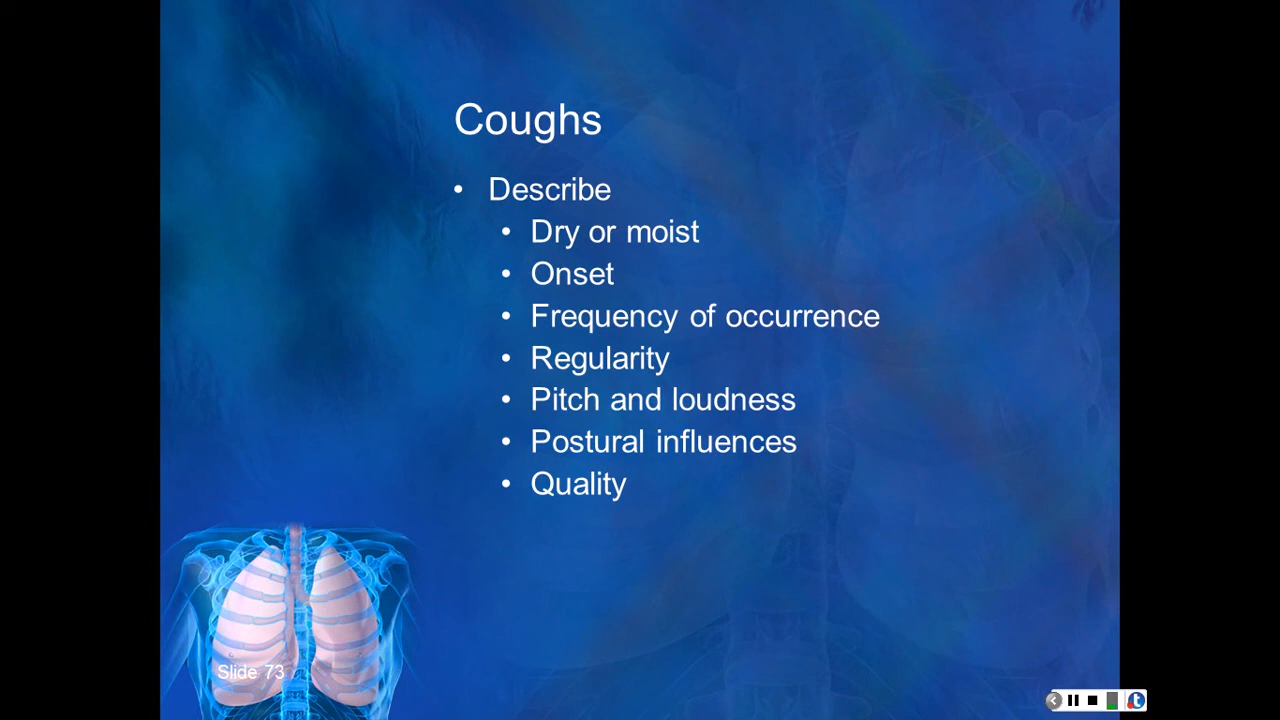 Coughs
• Describe
• Dry or moist
• Onset
• Frequency of occurrence
• Regularity
• Pitch and loudness
• Postural influences
• Quality
Slide 73
t